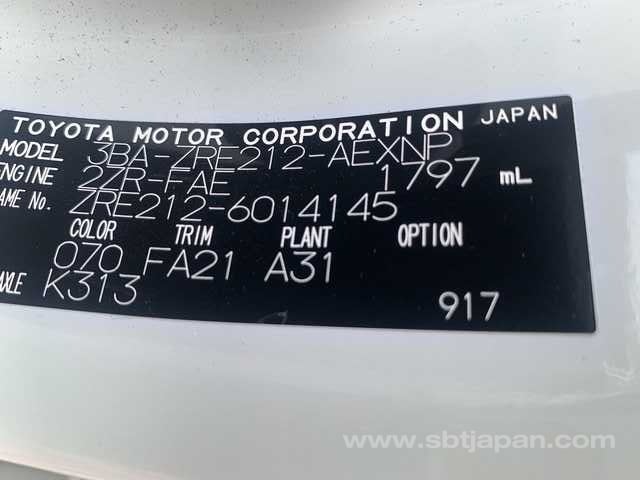 TOYOTA MOTOR CORPORATION JAPAN
MODEL 3BA-ZRE212-AEXNP
ENGINE 2ZR-FAE 1797 mL
AME No. ZRE212-6014145
COLOR TRIM PLANT OPTION
070 FA21 A31
AXLE K313
917
www.sbtjapan.com